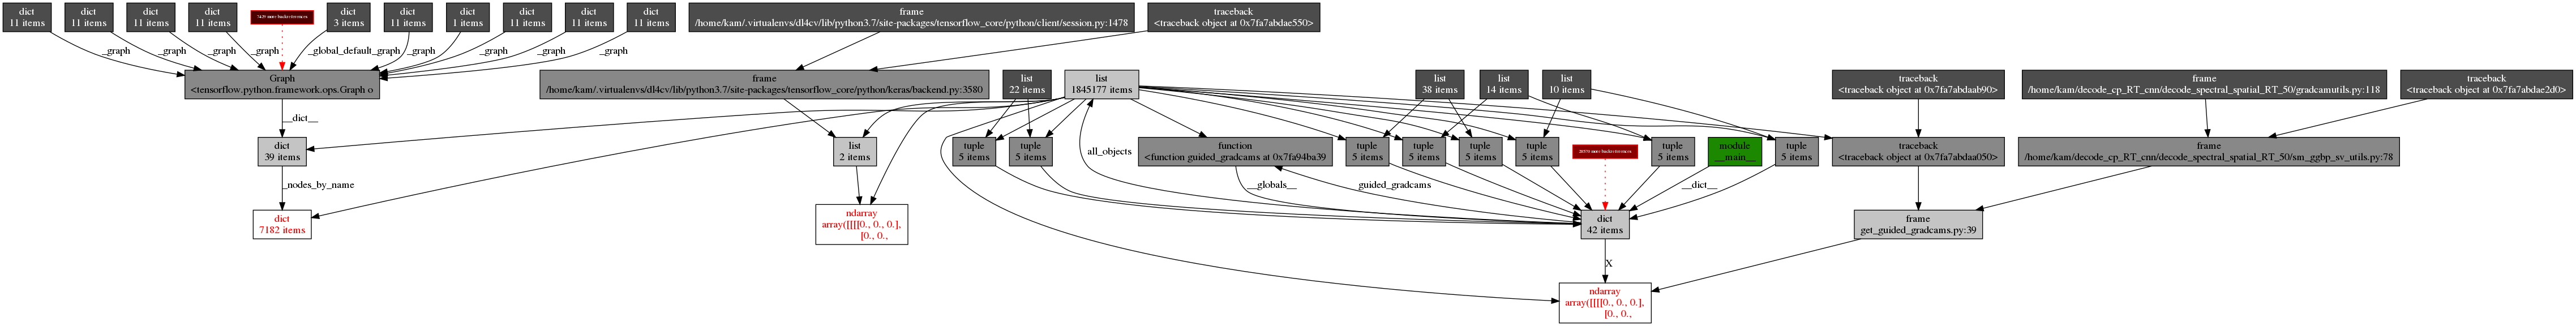 dict
11 items
dict
11 items
dict
11 items
dict
11 items
dict
3 items
dict
11 items
dict
1 items
dict
11 items
dict
11 items
dict
11 items
frame
/home/kam/.virtualenvs/dl4cv/lib/python3.7/site-packages/tensorflow_core/python/client/session.py:1478
traceback
<traceback object at 0x7fa7abdae550>
_graph
_graph
_graph
_graph
_global_default_graph
_graph
_graph
_graph
_graph
Graph
<tensorflow.python.framework.ops.Graph o
frame
/home/kam/.virtualenvs/dl4cv/lib/python3.7/site-packages/tensorflow_core/python/keras/backend.py:3580
list
22 items
list
1845177 items
list
38 items
list
14 items
list
10 items
traceback
<traceback object at 0x7fa7abdaab90>
frame
/home/kam/decode_cp_RT_cnn/decode_spectral_spatial_RT_50/gradcamutils.py:118
traceback
<traceback object at 0x7fa7abdae2d0>
__dict__
dict
39 items
list
2 items
tuple
5 items
tuple
5 items
all_objects
function
<function guided_gradcams at 0x7fa94ba39
tuple
5 items
tuple
5 items
tuple
5 items
tuple
5 items
tuple
5 items
module
__main__
tuple
5 items
traceback
<traceback object at 0x7fa7abdaa050>
frame
/home/kam/decode_cp_RT_cnn/decode_spectral_spatial_RT_50/sm_ggbp_sv_utils.py:78
_nodes_by_name
__globals__
guided_gradcams
__dict__
dict
7182 items
ndarray
array([[[[0., 0., 0.],
[0., 0.,
dict
42 items
frame
get_guided_gradcams.py:39
X
ndarray
array([[[[0., 0., 0.],
[0., 0.,